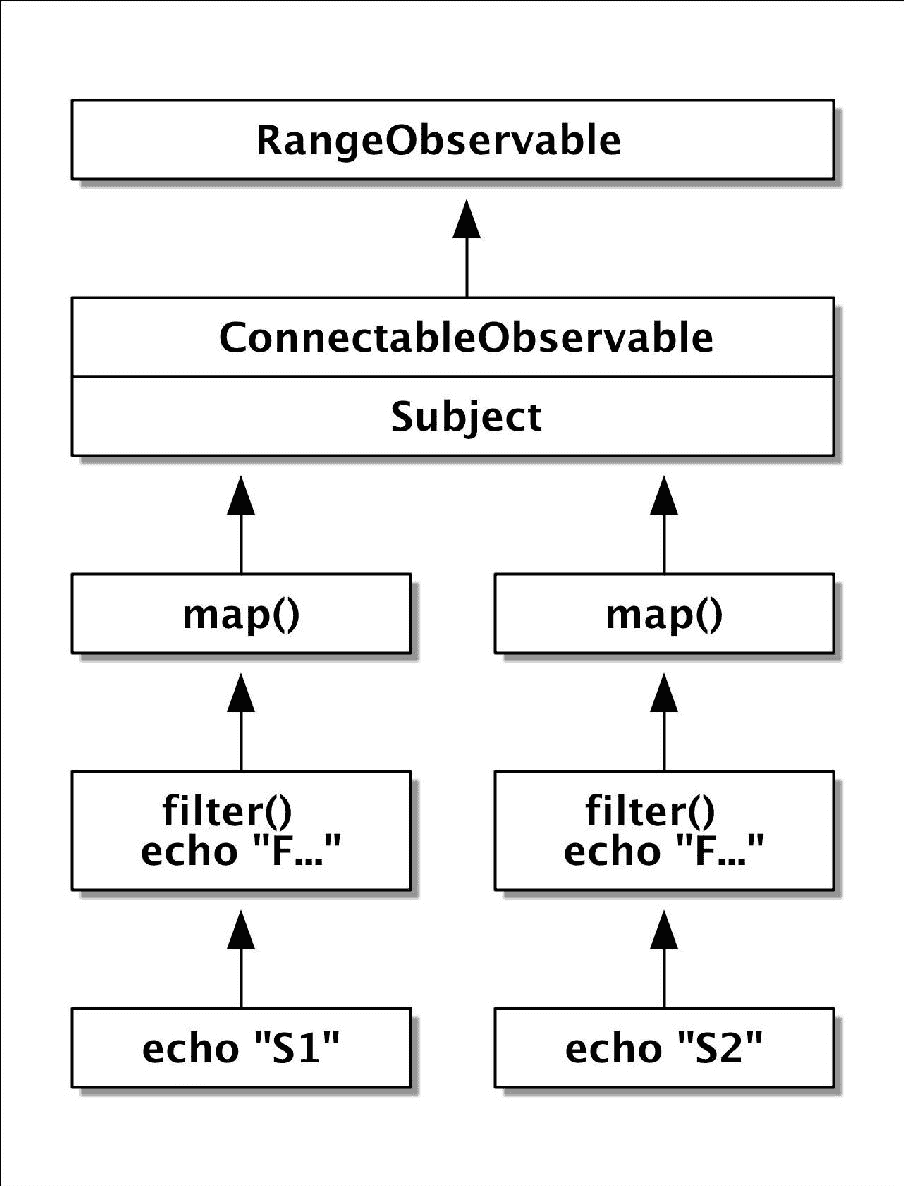 RangeObservable
ConnectableObservable
Subject
map()
map()
filter()
echo "F..."
filter()
echo "F..."
echo "S1"
echo "S2"